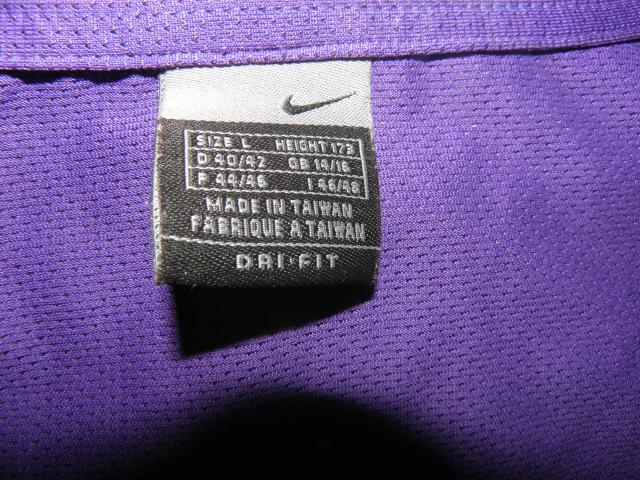 SIZE L HEIGHT 173
D 40/42 GB 14/16
F 44/46 I 46/48
MADE IN TAIWAN
FABRIQUE A TAIWAN
DRI-FIT